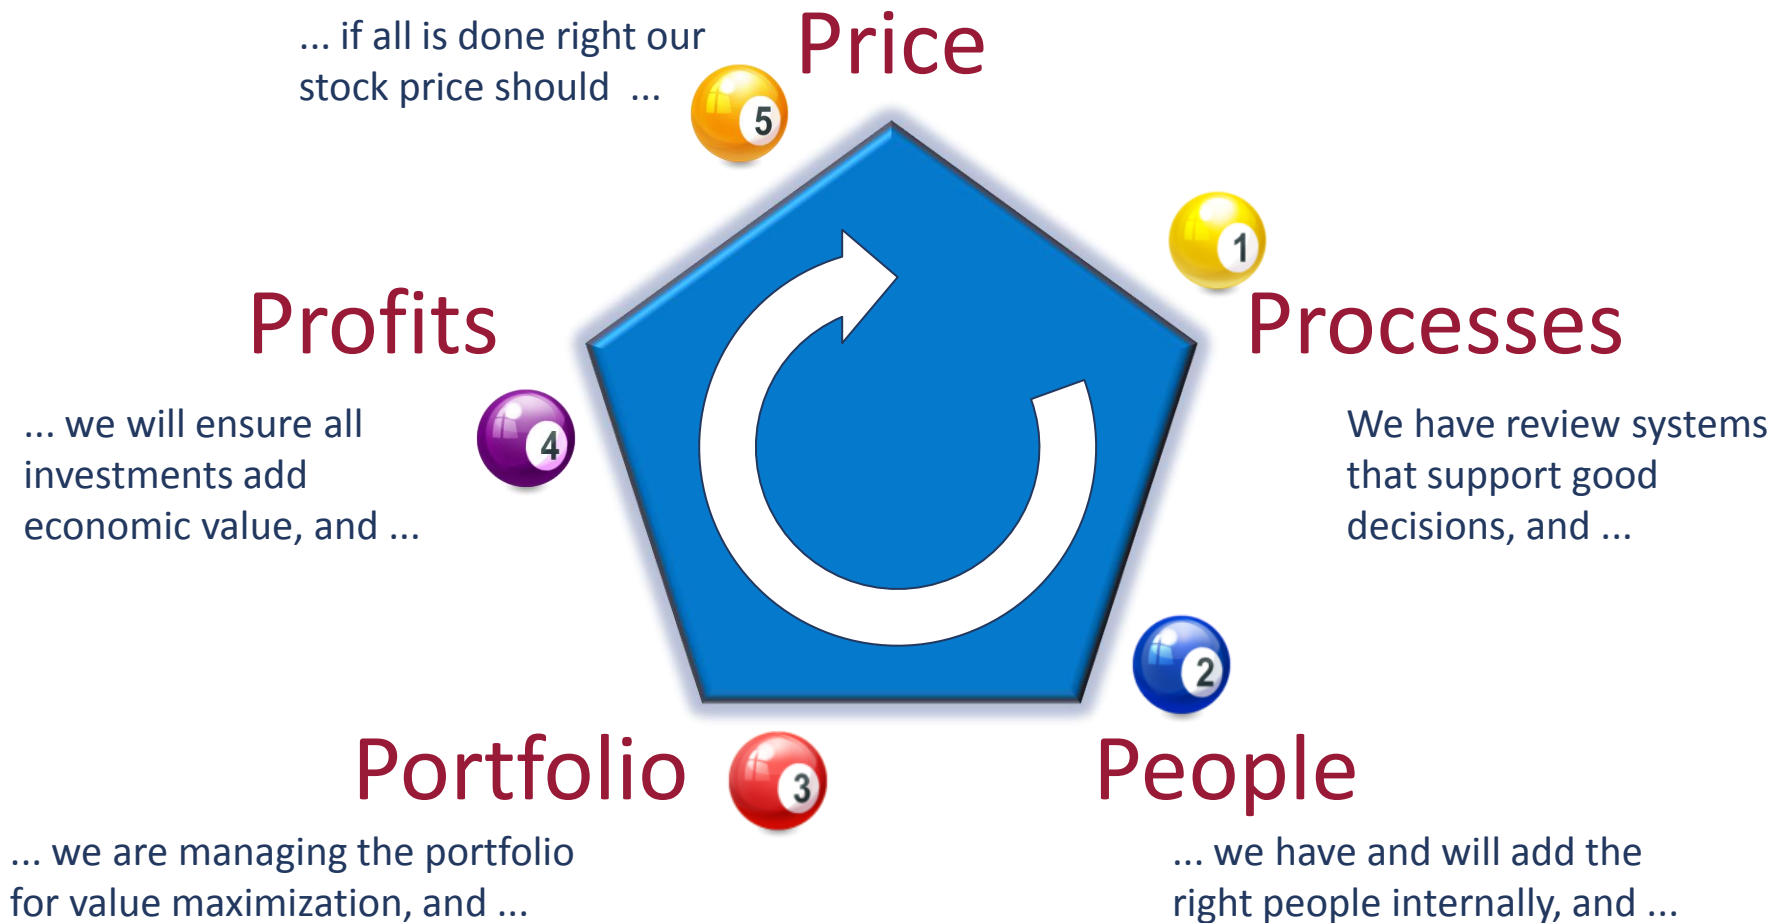 ... if all is done right our
stock price should ...
Price
5
1
Profits
Processes
... we will ensure all
investments add
economic value, and ...
4
We have review systems
that support good
decisions, and ...
2
Portfolio
3
People
... we are managing the portfolio
for value maximization, and ...
... we have and will add the
right people internally, and ...